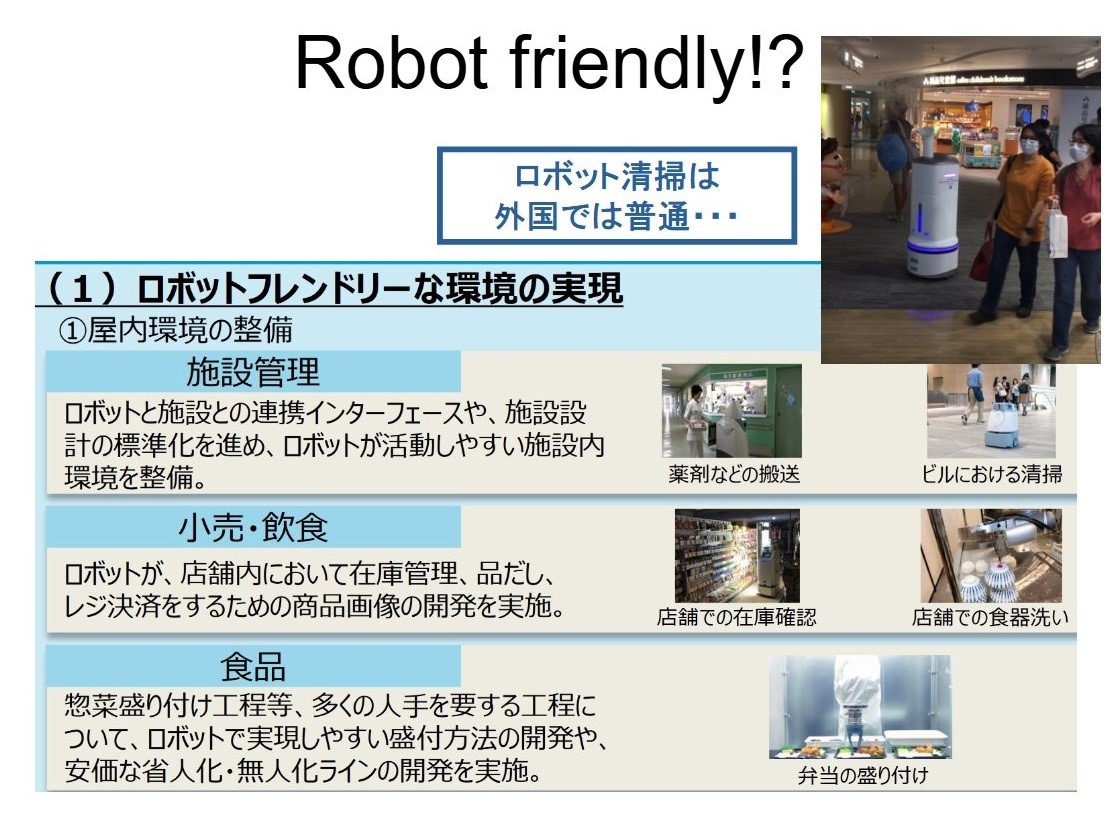 Robot friendly!?
ロボット清掃は
外国では普通・・・
（１）ロボットフレンドリーな環境の実現
①屋内環境の整備
施設管理
ロボットと施設との連携インターフェースや、施設設
計の標準化を進め、ロボットが活動しやすい施設内
環境を整備。
薬剤などの搬送
ビルにおける清掃
小売・飲食
ロボットが、店舗内において在庫管理、品だし、
レジ決済をするための商品画像の開発を実施。
店舗での在庫確認
店舗での食器洗い
食品
惣菜盛り付け工程等、多くの人手を要する工程に
ついて、ロボットで実現しやすい盛付方法の開発や、
安価な省人化・無人化ラインの開発を実施。
弁当の盛り付け